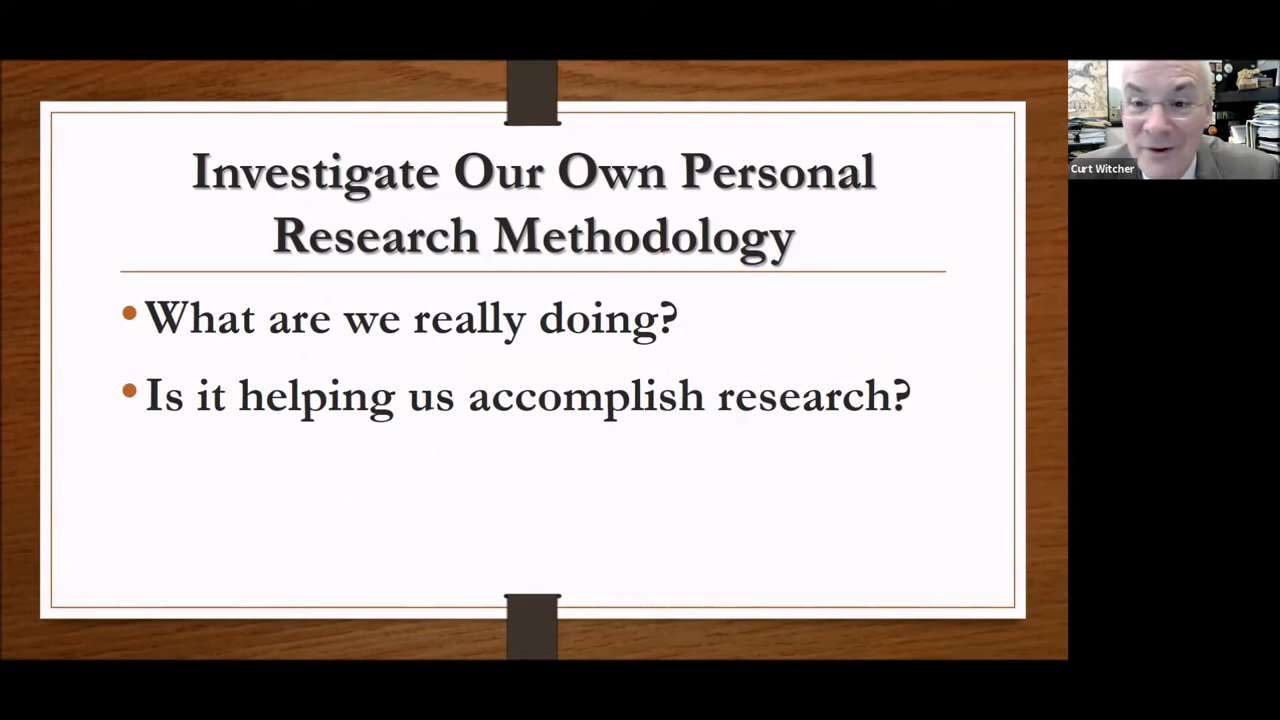 Investigate Our Own Personal
Research Methodology
•What are we really doing?
•Is it helping us accomplish research?
Curt Witcher